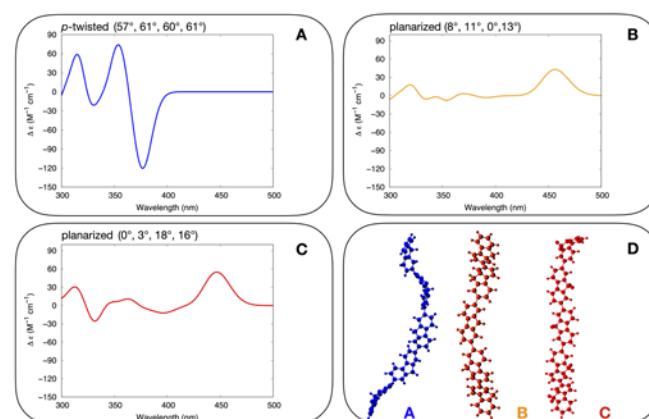 p-twisted (57°, 61°, 60°, 61°)
A
90
60
30
0
-30
-60
-90
-120
-150
Δ ε (M⁻¹ cm⁻¹)
300
350
400
450
500
Wavelength (nm)
planarized (8°, 11°, 0°,13°)
B
90
60
30
0
-30
-60
-90
-120
-150
Δ ε (M⁻¹ cm⁻¹)
300
350
400
450
500
Wavelength (nm)
planarized (0°, 3°, 18°, 16°)
C
90
60
30
0
-30
-60
-90
-120
-150
Δ ε (M⁻¹ cm⁻¹)
300
350
400
450
500
Wavelength (nm)
D
A
B
C